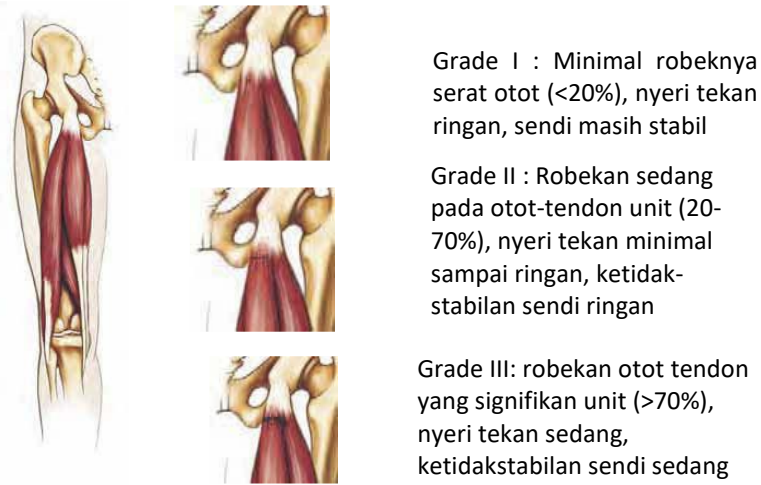 Grade I : Minimal robeknya
serat otot (<20%), nyeri tekan
ringan, sendi masih stabil
Grade II : Robekan sedang
pada otot-tendon unit (20-
70%), nyeri tekan minimal
sampai ringan, ketidak-
stabilan sendi ringan
Grade III: robekan otot tendon
yang signifikan unit (>70%),
nyeri tekan sedang,
ketidakstabilan sendi sedang